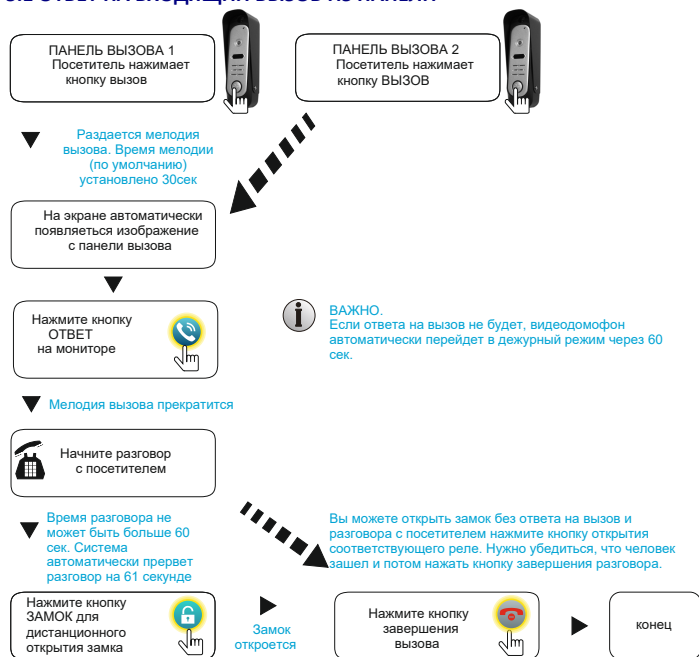 ПАНЕЛЬ ВЫЗОВА 1
Посетитель нажимает
кнопку вызов
ПАНЕЛЬ ВЫЗОВА 2
Посетитель нажимает
кнопку ВЫЗОВ
Раздается мелодия
вызова. Время мелодии
(по умолчанию)
установлено 30сек
На экране автоматически
появляеться изображение
с панели вызова
Нажмите кнопку
ОТВЕТ
на мониторе
ВАЖНО.
Если ответа на вызов не будет, видеодомофон
автоматически перейдет в дежурный режим через 60
сек.
Мелодия вызова прекратится
Начните разговор
с посетителем
Время разговора не
может быть больше 60
сек. Система
автоматически прервет
разговор на 61 секунде
Вы можете открыть замок без ответа на вызов и
разговора с посетителем нажмите кнопку открытия
соответствующего реле. Нужно убедиться, что человек
зашел и потом нажать кнопку завершения разговора.
Нажмите кнопку
ЗАМОК для
дистанционного
открытия замка
Замок
откроется
Нажмите кнопку
завершения
вызова
конец